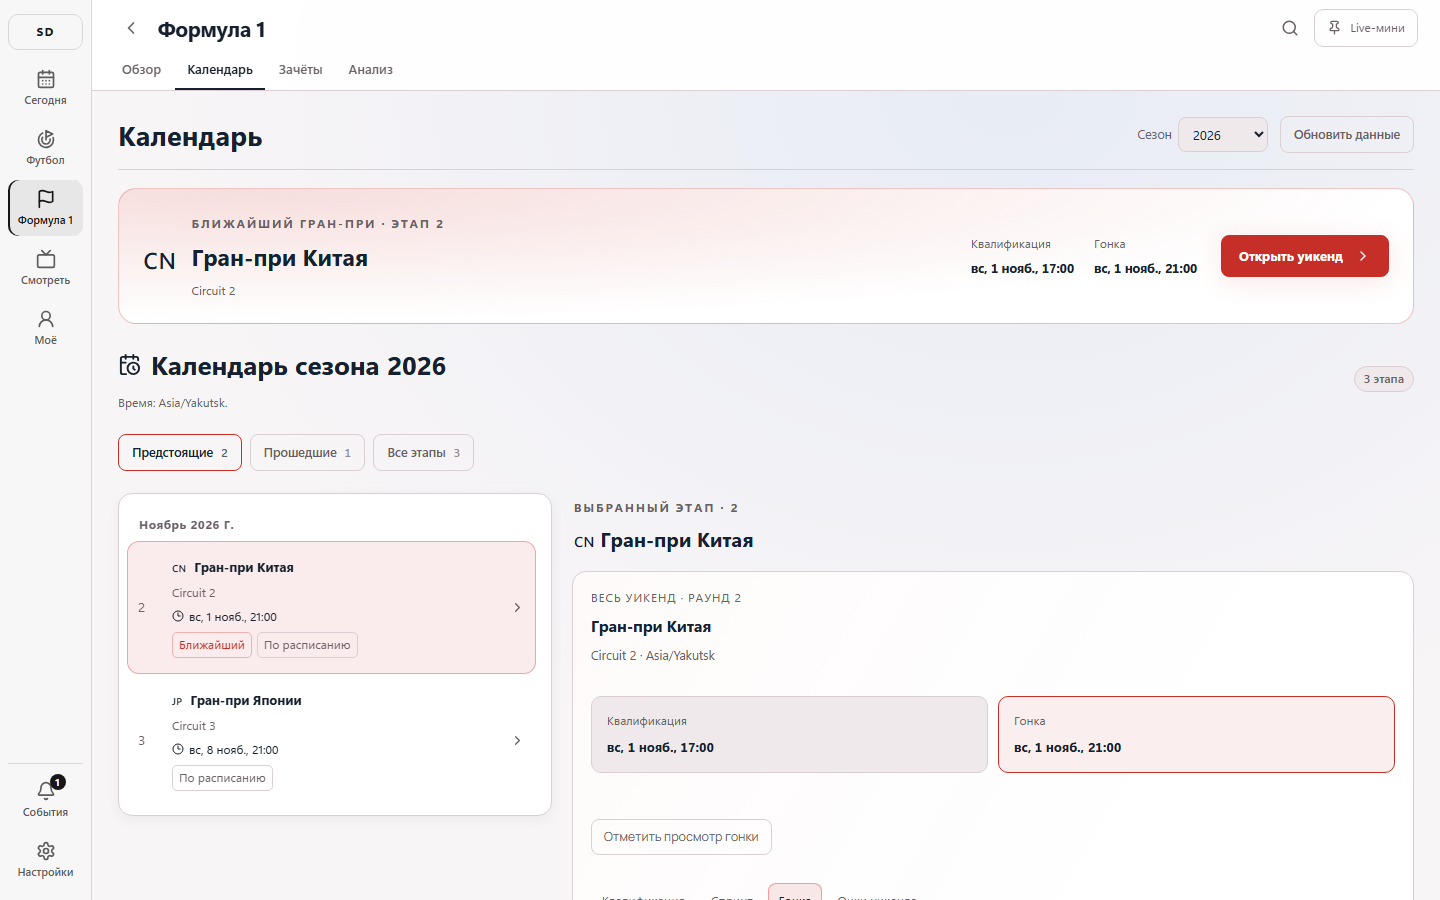 SD
Сегодня
Футбол
Формула 1
Смотреть
Моё
1
События
Настройки
Формула 1
Live-мини
Обзор Календарь Зачёты Анализ
Календарь
Сезон 2026 Обновить данные
БЛИЖАЙШИЙ ГРАН-ПРИ · ЭТАП 2
CN Гран-при Китая
Circuit 2
Квалификация Гонка
вс, 1 нояб., 17:00 вс, 1 нояб., 21:00
Открыть уикенд
Календарь сезона 2026
3 этапа
Время: Asia/Yakutsk.
Предстоящие 2 Прошедшие 1 Все этапы 3
Ноябрь 2026 Г.
CN Гран-при Китая
Circuit 2
2
вс, 1 нояб., 21:00
Ближайший По расписанию
JP Гран-при Японии
Circuit 3
3
вс, 8 нояб., 21:00
По расписанию
ВЫБРАННЫЙ ЭТАП · 2
CN Гран-при Китая
ВЕСЬ УИКЕНД · РАУНД 2
Гран-при Китая
Circuit 2 · Asia/Yakutsk
Квалификация Гонка
вс, 1 нояб., 17:00 вс, 1 нояб., 21:00
Отметить просмотр гонки
Квалификация Спринт Гонка Очки уикенда